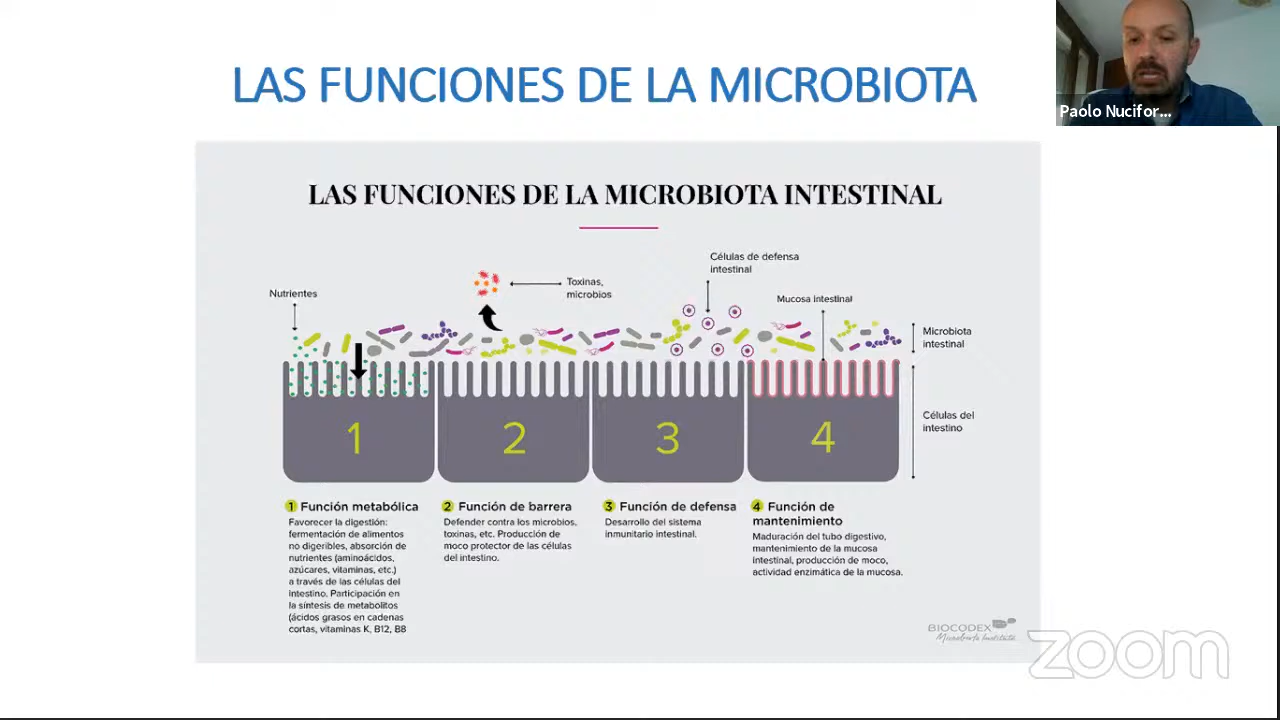 LAS FUNCIONES DE LA MICROBIOTA
Paolo Nucifor...
LAS FUNCIONES DE LA MICROBIOTA INTESTINAL
Nutrientes
Toxinas,
microbios
Células de defensa
intestinal
Mucosa intestinal
Microbiota
intestinal
Células del
intestino
1
2
3
4
1 Función metabólica
Favorecer la digestión:
fermentación de alimentos
no digeribles, absorción de
nutrientes (aminoácidos,
azúcares, vitaminas, etc.)
a través de las células del
intestino. Participación en
la síntesis de metabolitos
(ácidos grasos en cadenas
cortas, vitaminas K, B12, B8
2 Función de barrera
Defender contra los microbios,
toxinas, etc. Producción de
moco protector de las células
del intestino.
3 Función de defensa
Desarrollo del sistema
inmunitario intestinal.
4 Función de
mantenimiento
Maduración del tubo digestivo,
mantenimiento de la mucosa
intestinal, producción de moco,
actividad enzimática de la mucosa.
BIOCODEX
Microbiota Institute
zoom